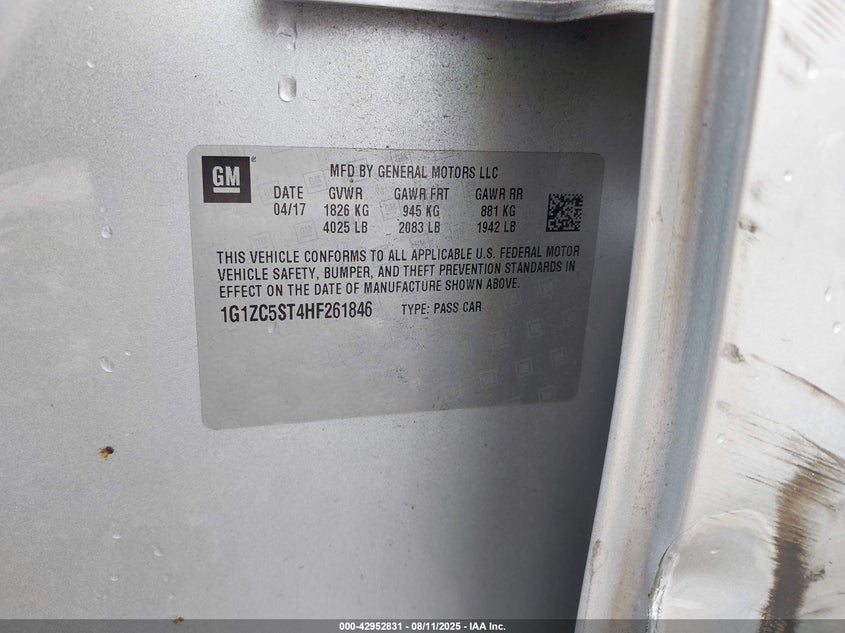 GM
MFD BY GENERAL MOTORS LLC
DATE GVWR GAWR FRT GAWR RR
04/17 1826 KG 945 KG 881 KG
4025 LB 2083 LB 1942 LB
THIS VEHICLE CONFORMS TO ALL APPLICABLE U.S. FEDERAL MOTOR
VEHICLE SAFETY, BUMPER, AND THEFT PREVENTION STANDARDS IN
EFFECT ON THE DATE OF MANUFACTURE SHOWN ABOVE.
1G1ZC5ST4HF261846 TYPE: PASS CAR
000-42952831 - 08/11/2025 - IAA Inc.